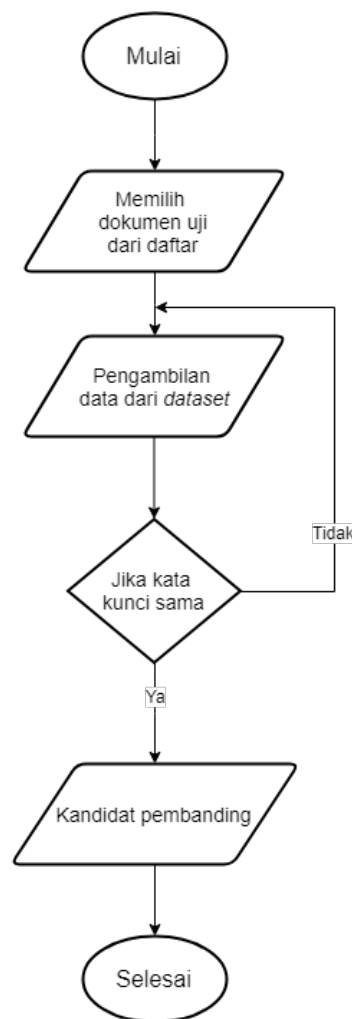 Mulai
Memilih
dokumen uji
dari daftar
Pengambilan
data dari dataset
Tidak
Jika kata
kunci sama
Ya
Kandidat pembanding
Selesai